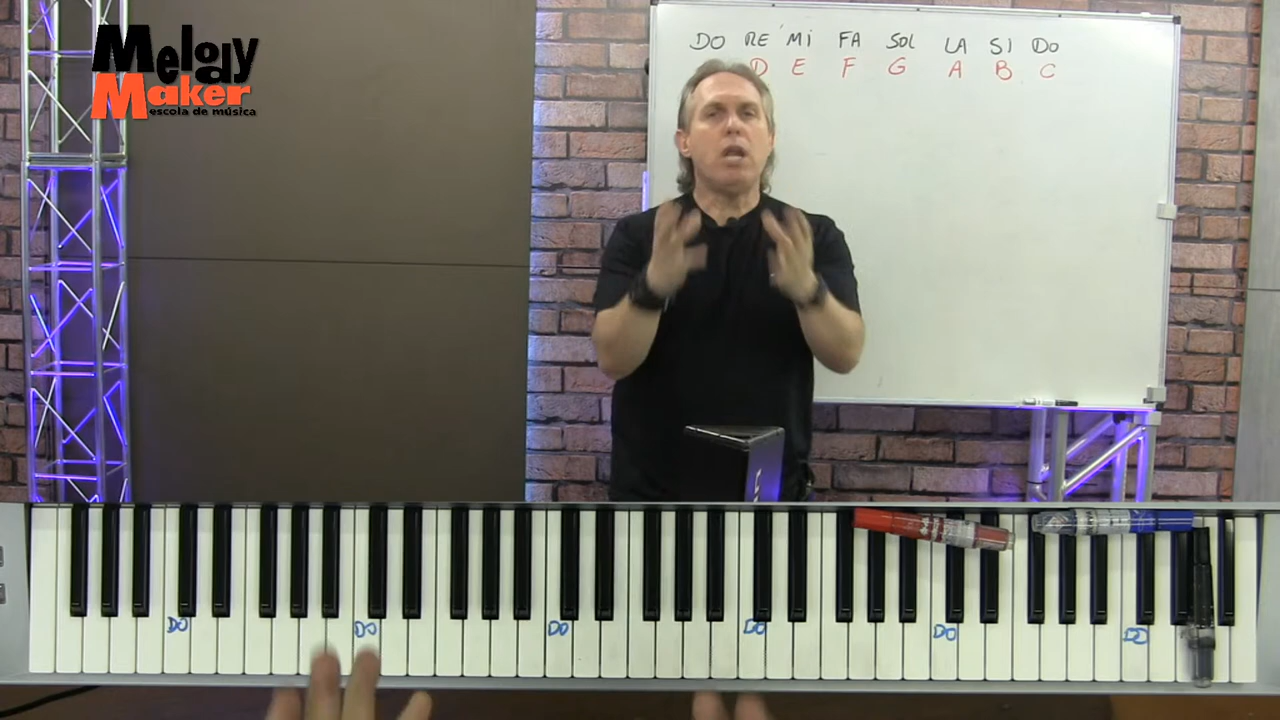 Melody
Maker
escola de música
DO RE MI FA SOL LA SI DO
D E F G A B C
DO DO DO DO DO DO